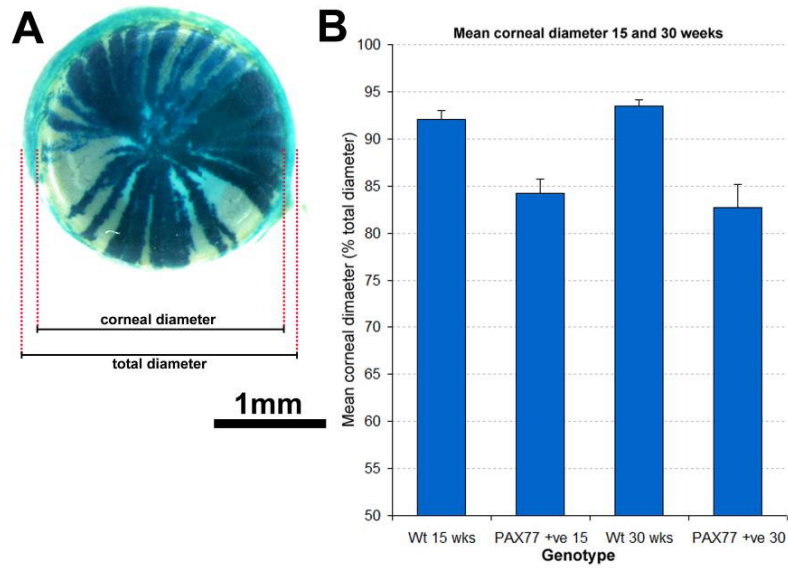 A
corneal diameter
total diameter
1mm
B
Mean corneal diameter 15 and 30 weeks
Mean corneal dimaeter (% total diameter)
100
95
90
85
80
75
70
65
60
55
50
Wt 15 wks PAX77 +ve 15 Wt 30 wks PAX77 +ve 30
Genotype